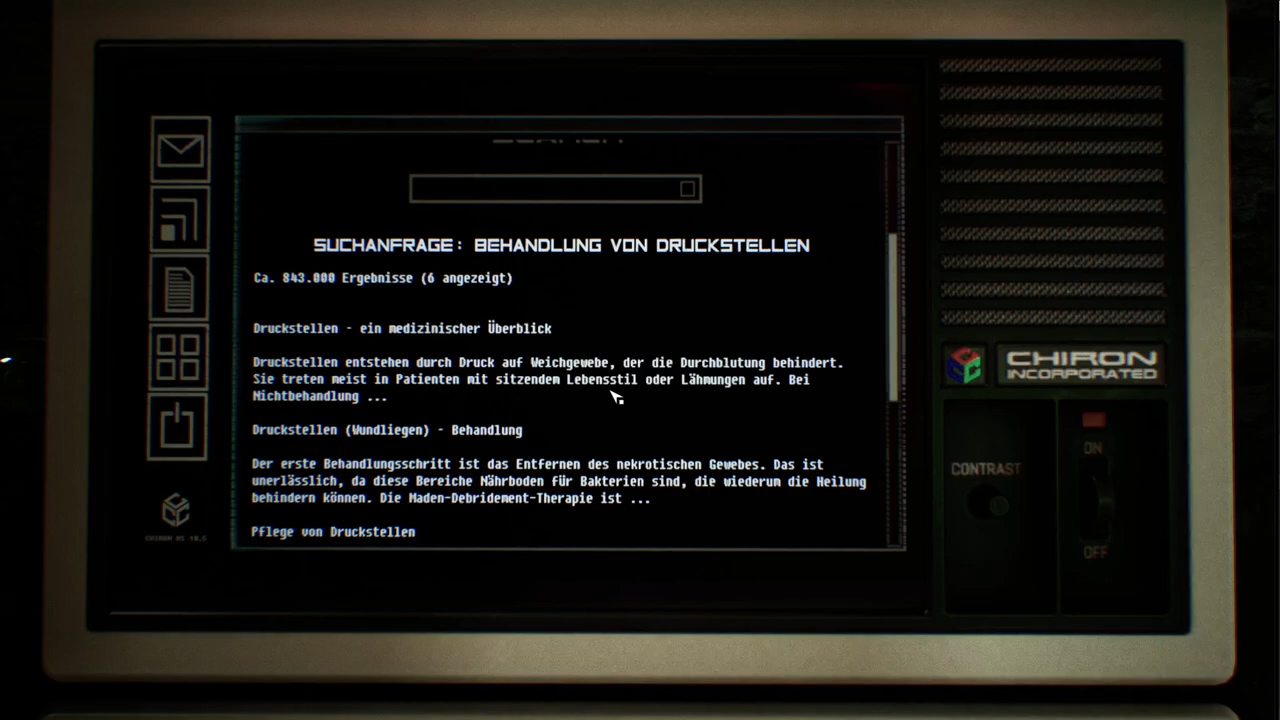 SUCHANFRAGE: BEHANDLUNG VON DRUCKSTELLEN
Ca. 843.000 Ergebnisse (6 angezeigt)
Druckstellen - ein medizinischer Überblick
Druckstellen entstehen durch Druck auf Weichgewebe, der die Durchblutung behindert.
Sie treten meist in Patienten mit sitzendem Lebensstil oder Lähmungen auf. Bei
Nichtbehandlung ...
Druckstellen (Wundliegen) - Behandlung
Der erste Behandlungsschritt ist das Entfernen des nekrotischen Gewebes. Das ist
unerlässlich, da diese Bereiche Nährboden für Bakterien sind, die wiederum die Heilung
behindern können. Die Maden-Debridement-Therapie ist ...
Pflege von Druckstellen
CHIRON OS 10.5
CHIRON
INCORPORATED
CONTRAST
ON
OFF